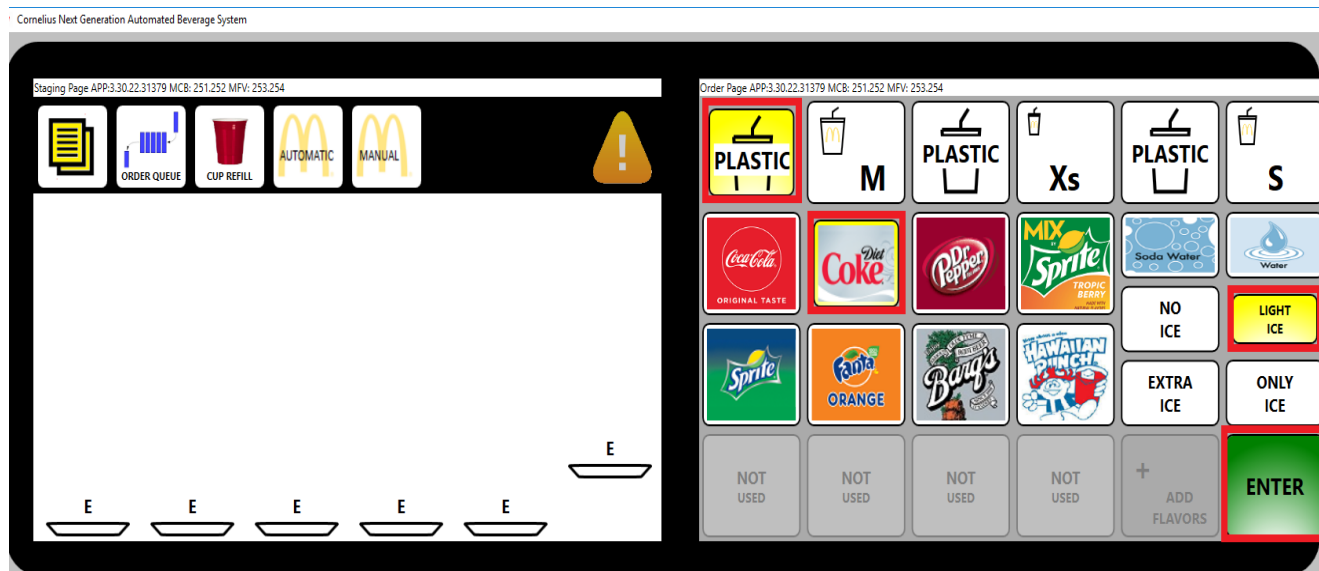 Cornelius Next Generation Automated Beverage System
Staging Page APP:3.30.22.31379 MCB: 251.252 MFV: 253.254
ORDER QUEUE
CUP REFILL
AUTOMATIC
MANUAL
!
E
E
E
E
E
E
Order Page APP:3.30.22.31379 MCB: 251.252 MFV: 253.254
PLASTIC
M
PLASTIC
Xs
PLASTIC
S
Coca-Cola
ORIGINAL TASTE
Diet
Coke
Dr
Pepper
MIX
BY
Sprite
TROPIC
BERRY
Soda Water
Water
NO
ICE
LIGHT
ICE
Sprite
Fanta
ORANGE
Barq's
HAWAIIAN
PUNCH
EXTRA
ICE
ONLY
ICE
NOT
USED
NOT
USED
NOT
USED
NOT
USED
+
ADD
FLAVORS
ENTER